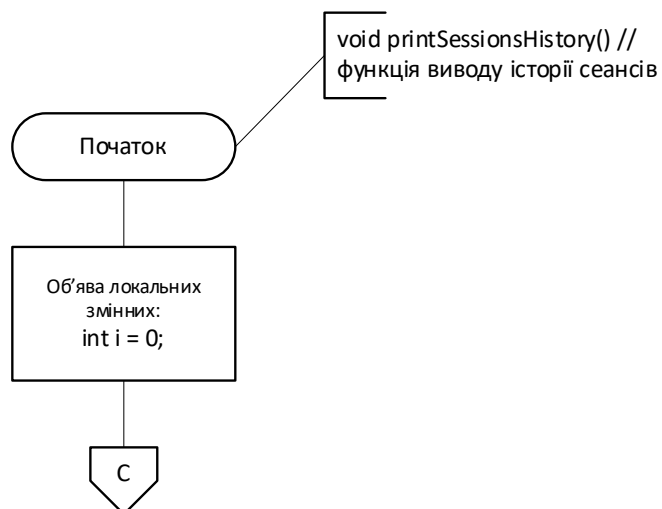 void printSessionsHistory() //
функція виводу історії сеансів
Початок
Об’ява локальних
змінних:
int i = 0;
C